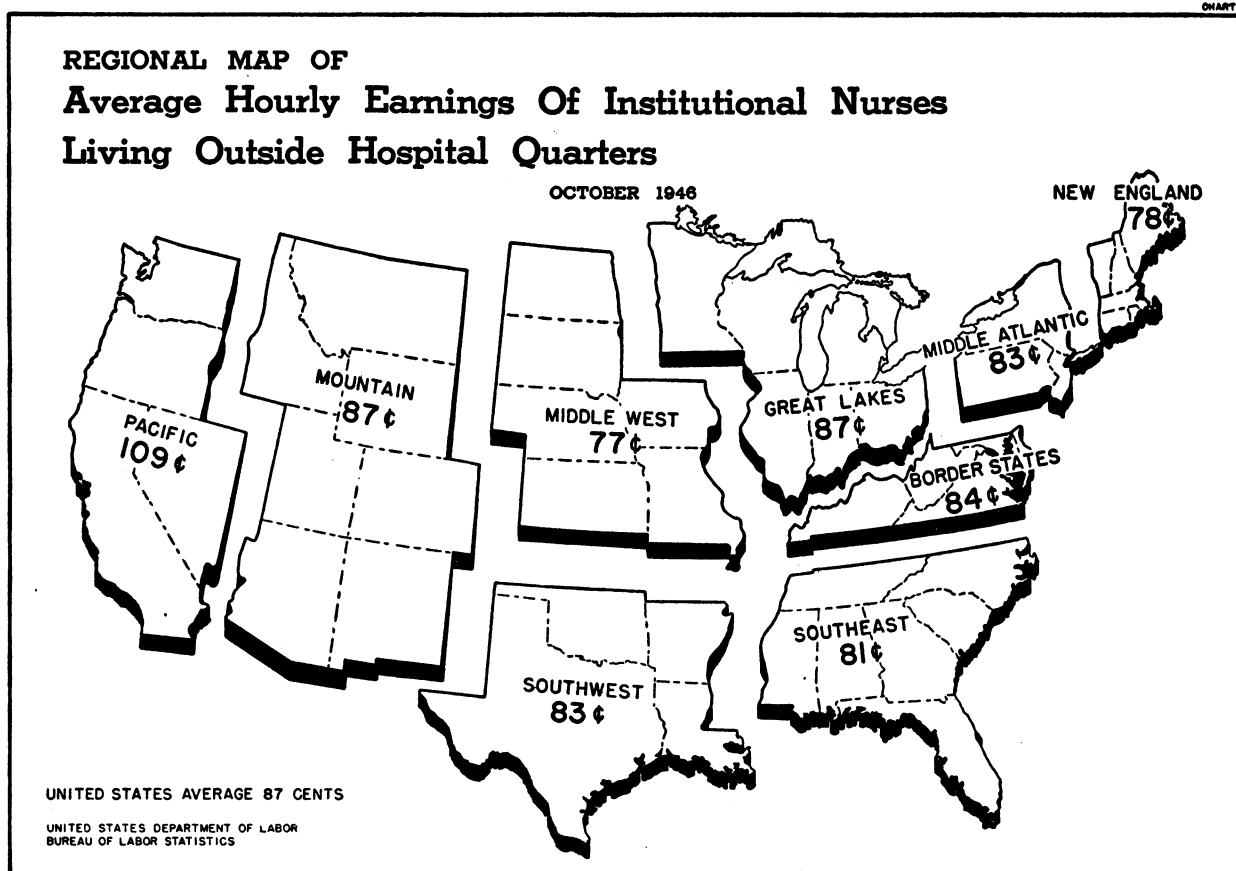 CHART
REGIONAL MAP OF
Average Hourly Earnings Of Institutional Nurses
Living Outside Hospital Quarters
OCTOBER 1946
NEW ENGLAND
78¢
MIDDLE ATLANTIC
83¢
MOUNTAIN
87¢
GREAT LAKES
87¢
MIDDLE WEST
77¢
PACIFIC
109¢
BORDER STATES
84¢
SOUTHEAST
81¢
SOUTHWEST
83¢
UNITED STATES AVERAGE 87 CENTS
UNITED STATES DEPARTMENT OF LABOR
BUREAU OF LABOR STATISTICS